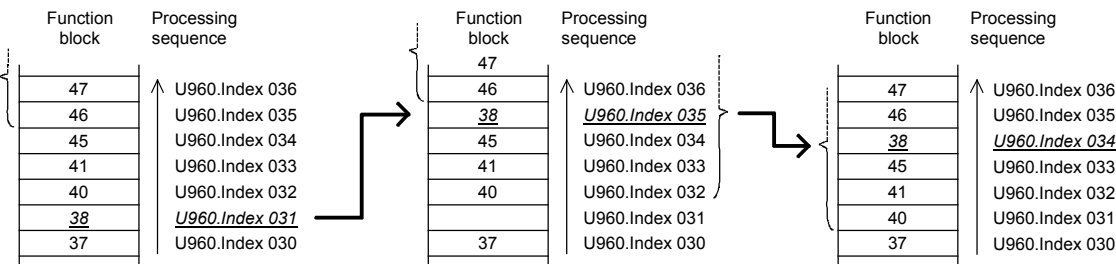 Function block Processing sequence
47 U960.Index 036
46 U960.Index 035
45 U960.Index 034
41 U960.Index 033
40 U960.Index 032
38 U960.Index 031
37 U960.Index 030
Function block Processing sequence
47
46 U960.Index 036
38 U960.Index 035
45 U960.Index 034
41 U960.Index 033
40 U960.Index 032
U960.Index 031
37 U960.Index 030
Function block Processing sequence
47 U960.Index 036
46 U960.Index 035
38 U960.Index 034
45 U960.Index 033
41 U960.Index 032
40 U960.Index 031
37 U960.Index 030